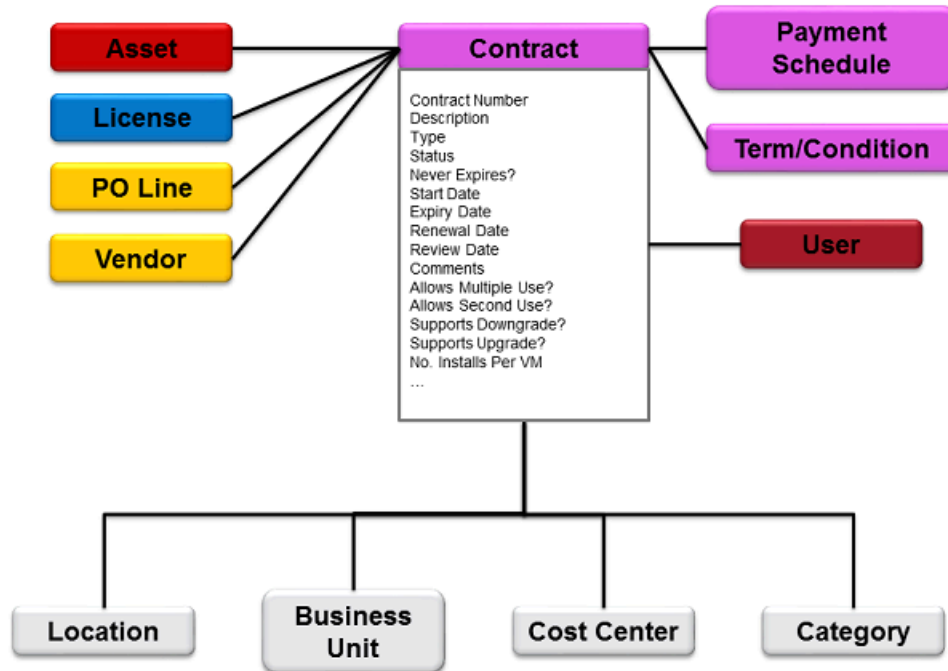 Asset
Contract
Payment
Schedule
License
Term/Condition
PO Line
Vendor
User
Contract Number
Description
Type
Status
Never Expires?
Start Date
Expiry Date
Renewal Date
Review Date
Comments
Allows Multiple Use?
Allows Second Use?
Supports Downgrade?
Supports Upgrade?
No. Installs Per VM
...
Location
Business
Unit
Cost Center
Category